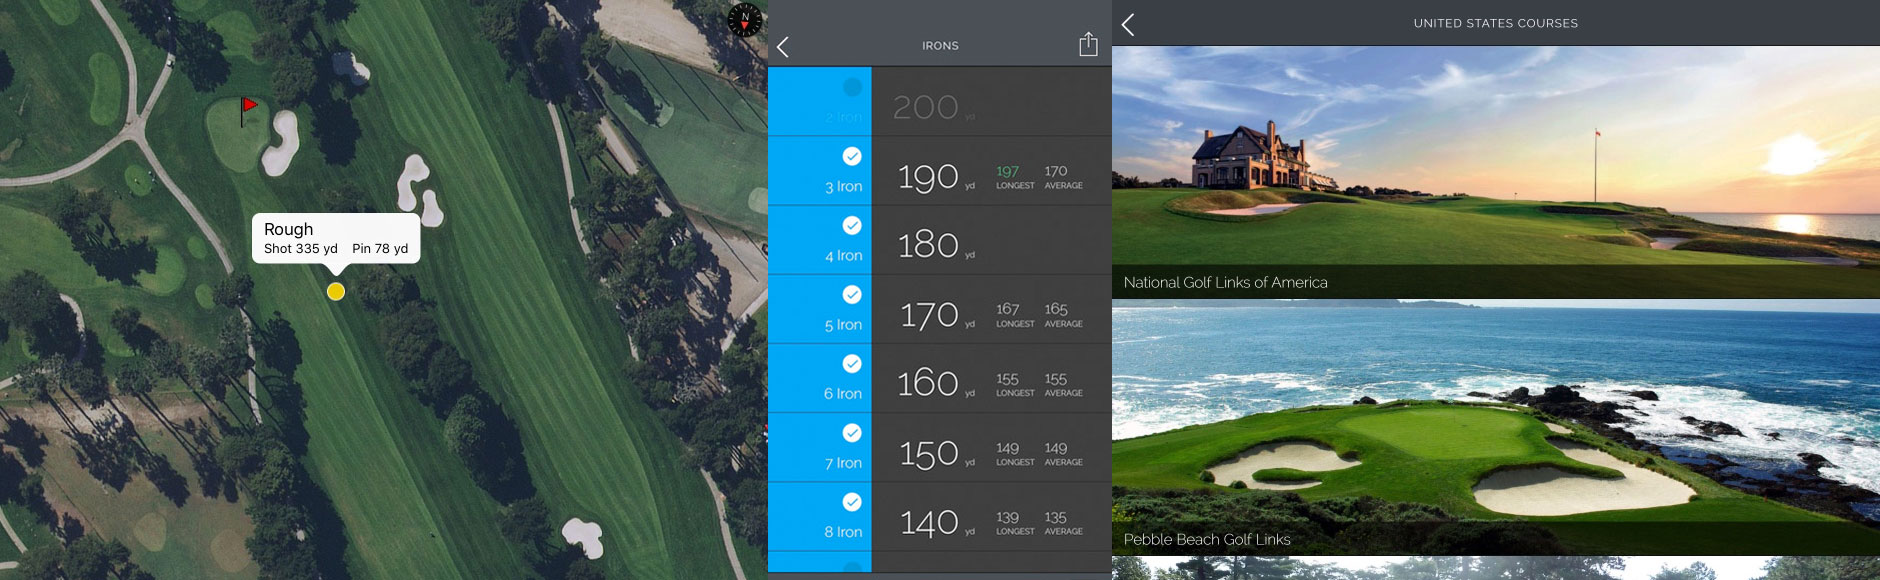 N
Rough
Shot 335 yd Pin 78 yd
IRONS
2 Iron
200 yd
3 Iron
190 yd
197 LONGEST
170 AVERAGE
4 Iron
180 yd
5 Iron
170 yd
167 LONGEST
165 AVERAGE
6 Iron
160 yd
155 LONGEST
155 AVERAGE
7 Iron
150 yd
149 LONGEST
149 AVERAGE
8 Iron
140 yd
139 LONGEST
135 AVERAGE
UNITED STATES COURSES
National Golf Links of America
Pebble Beach Golf Links